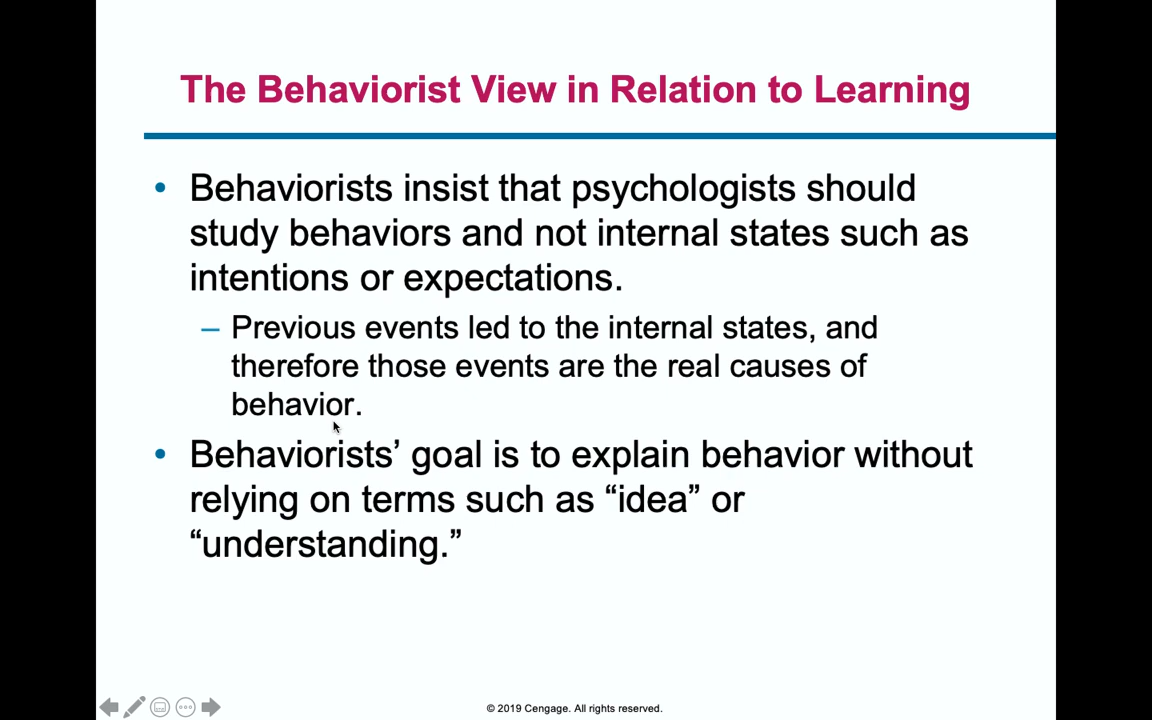 The Behaviorist View in Relation to Learning
• Behaviorists insist that psychologists should
study behaviors and not internal states such as
intentions or expectations.
– Previous events led to the internal states, and
therefore those events are the real causes of
behavior.
• Behaviorists’ goal is to explain behavior without
relying on terms such as “idea” or
“understanding.”
© 2019 Cengage. All rights reserved.